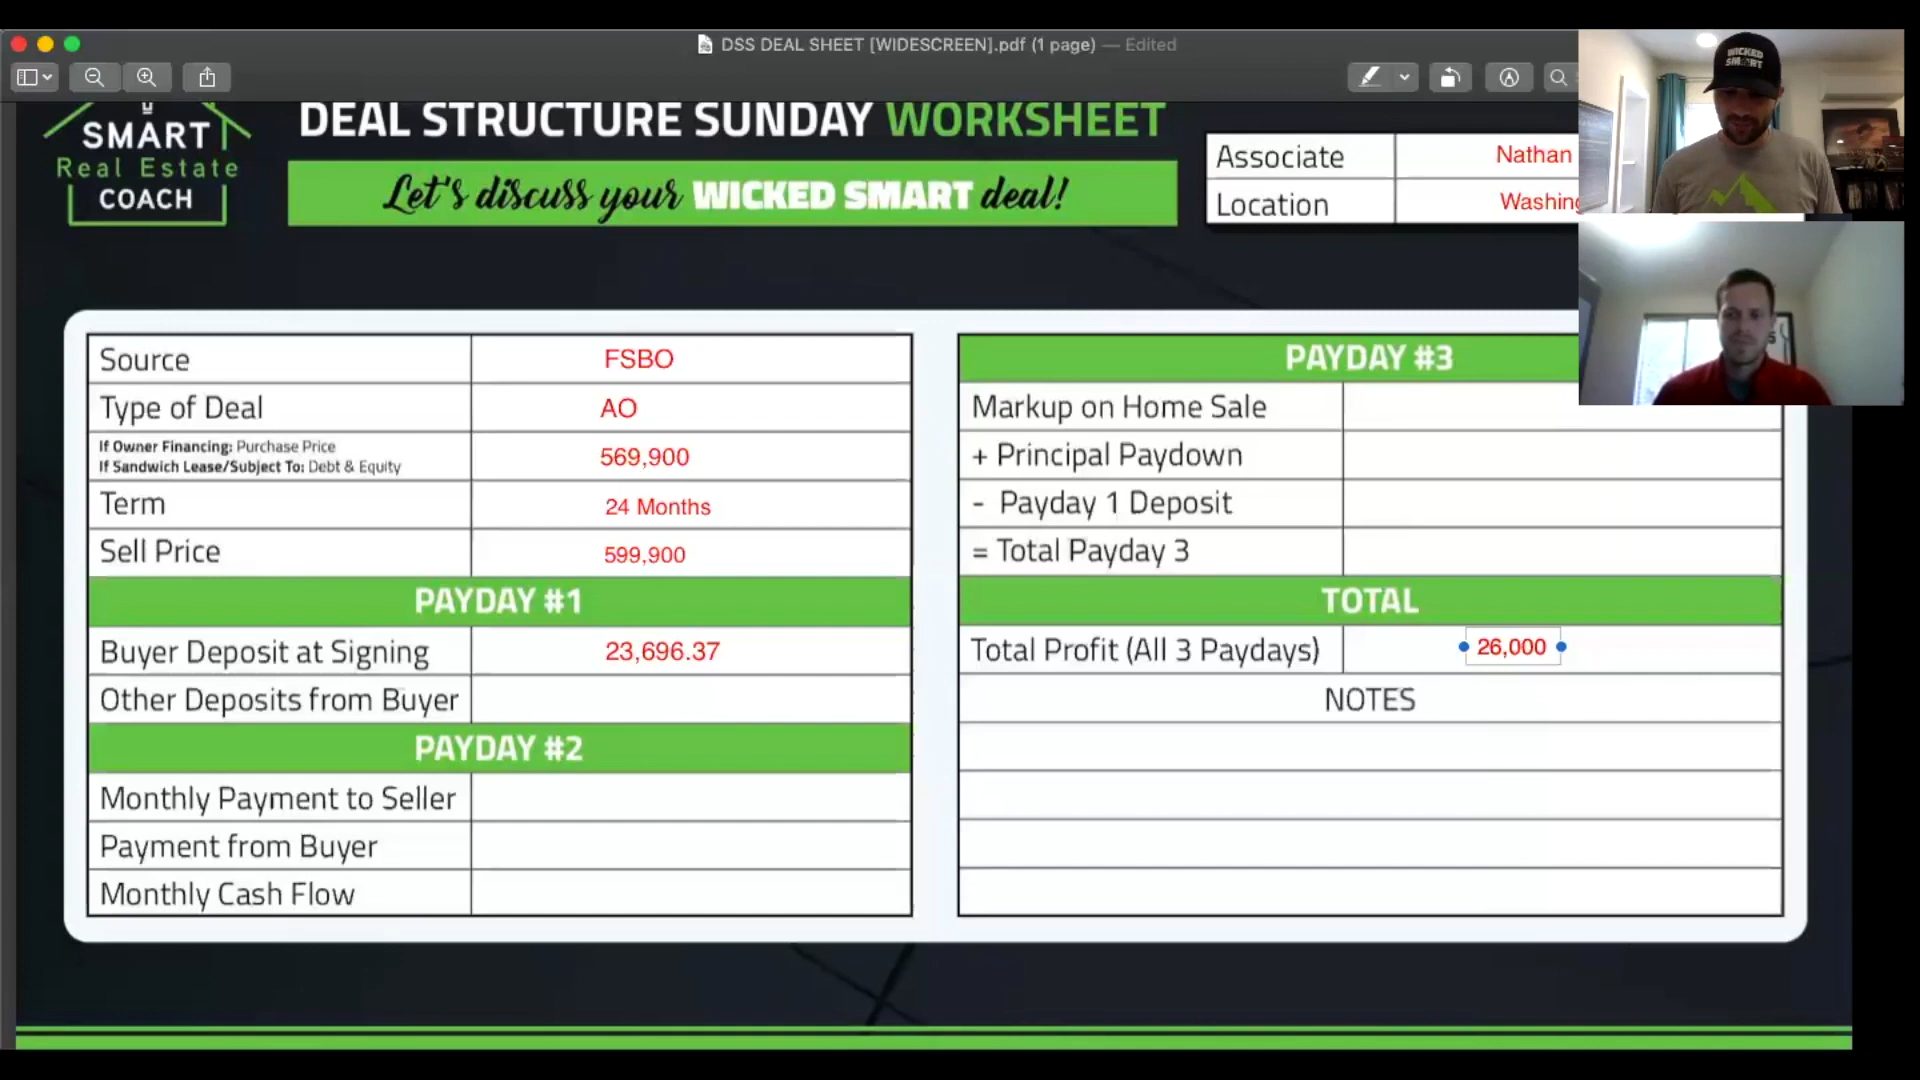 DSS DEAL SHEET [WIDESCREEN].pdf (1 page) — Edited
SMART
Real Estate
COACH
DEAL STRUCTURE SUNDAY WORKSHEET
Let's discuss your WICKED SMART deal!
Associate Nathan
Location Washing
WICKED
SMART
Source FSBO
Type of Deal AO
If Owner Financing: Purchase Price
If Sandwich Lease/Subject To: Debt & Equity
569,900
Term 24 Months
Sell Price 599,900
PAYDAY #1
Buyer Deposit at Signing 23,696.37
Other Deposits from Buyer
PAYDAY #2
Monthly Payment to Seller
Payment from Buyer
Monthly Cash Flow
PAYDAY #3
Markup on Home Sale
+ Principal Paydown
- Payday 1 Deposit
= Total Payday 3
TOTAL
Total Profit (All 3 Paydays) 26,000
NOTES